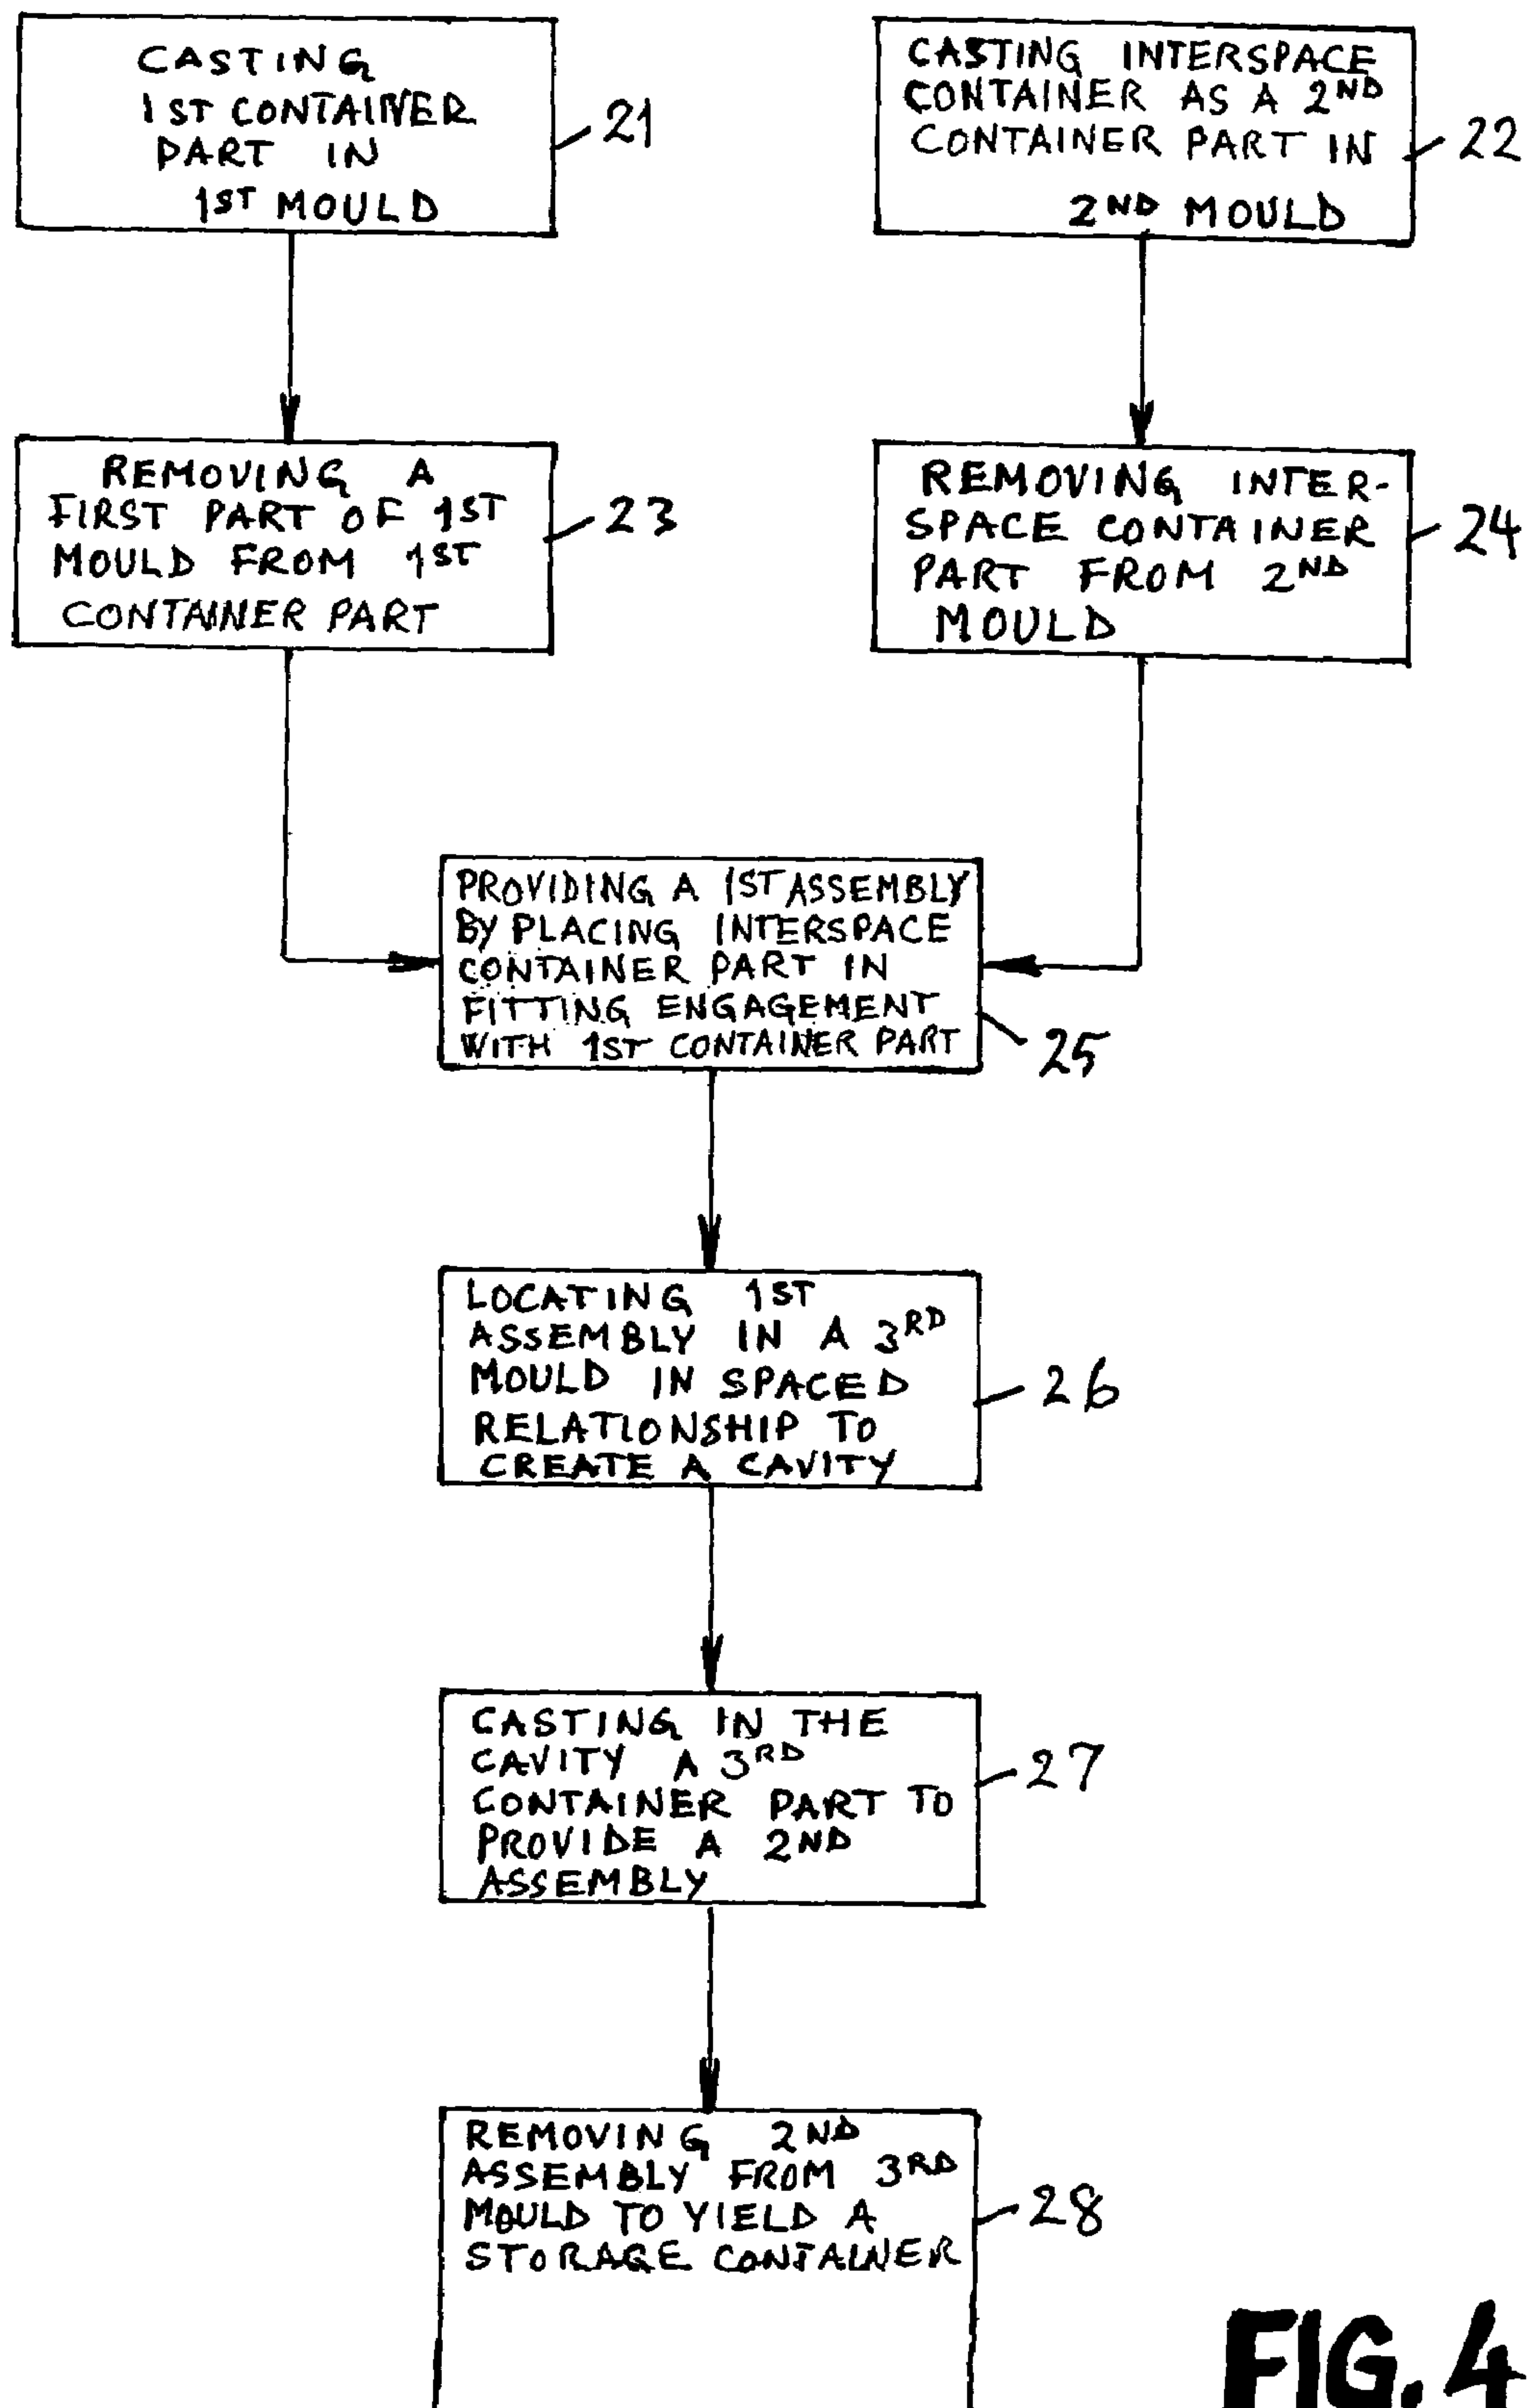 CASTING
1ST CONTAINER
PART IN
1ST MOULD
21
CASTING INTERSPACE
CONTAINER AS A 2ND
CONTAINER PART IN
2ND MOULD
22
REMOVING A
FIRST PART OF 1ST
MOULD FROM 1ST
CONTAINER PART
23
REMOVING INTER-
SPACE CONTAINER
PART FROM 2ND
MOULD
24
PROVIDING A 1ST ASSEMBLY
BY PLACING INTERSPACE
CONTAINER PART IN
FITTING ENGAGEMENT
WITH 1ST CONTAINER PART
25
LOCATING 1ST
ASSEMBLY IN A 3RD
MOULD IN SPACED
RELATIONSHIP TO
CREATE A CAVITY
26
CASTING IN THE
CAVITY A 3RD
CONTAINER PART TO
PROVIDE A 2ND
ASSEMBLY
27
REMOVING 2ND
ASSEMBLY FROM 3RD
MOULD TO YIELD A
STORAGE CONTAINER
28
FIG. 4